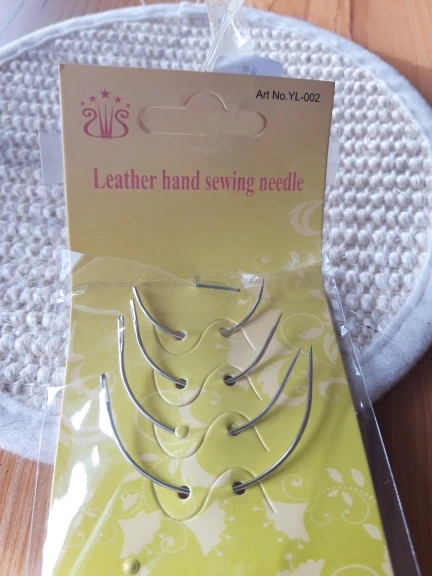 Art No.YL-002
Leather hand sewing needle